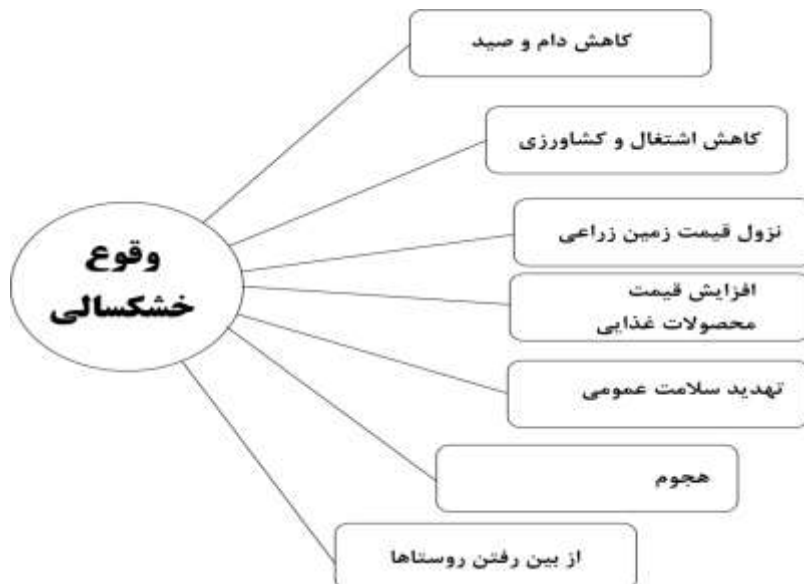 کاهش دام و صید
کاهش اشتغال و کشاورزی
نزول قیمت زمین زراعی
افزایش قیمت
محصولات غذایی
تهدید سلامت عمومی
هجوم
از بین رفتن روستاها
وقوع
خشکسالی